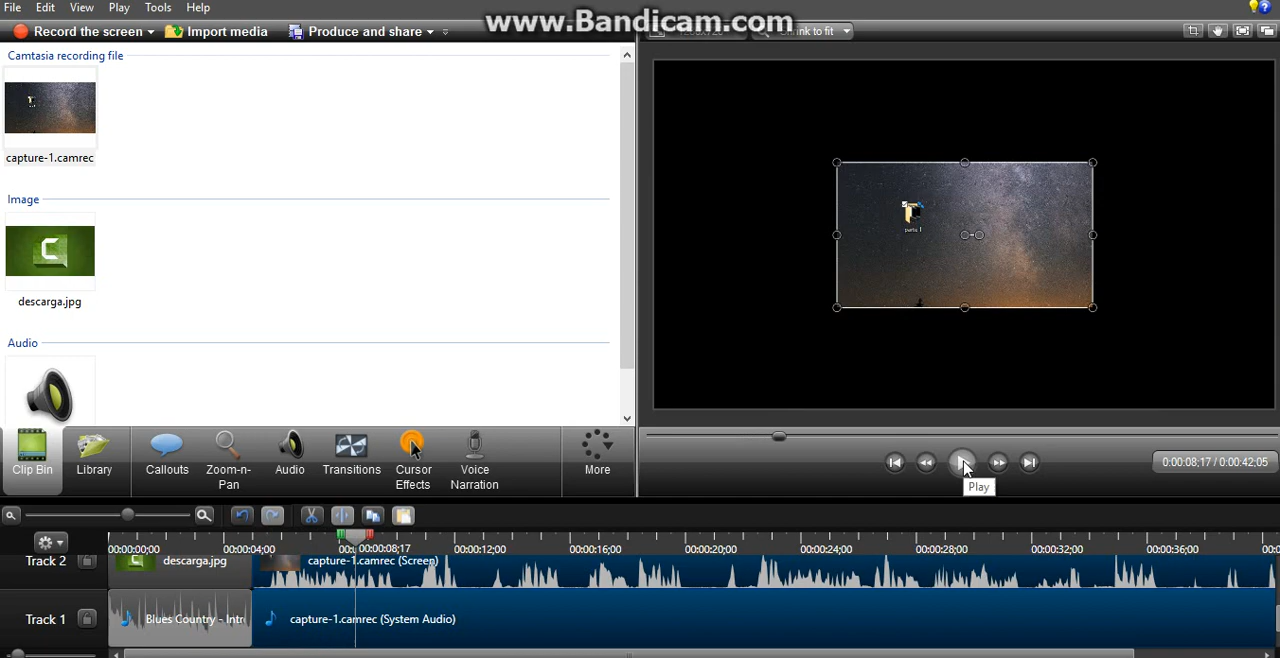 File Edit View Play Tools Help
www.Bandicam.com
Record the screen Import media Produce and share
to fit
Camtasia recording file
capture-1.camrec
Image
descarga.jpg
Audio
Clip Bin Library Callouts Zoom-n-Pan Audio Transitions Cursor Effects Voice Narration More
0:00:08;17 / 0:00:42;05
Play
00:00:00;00 00:00:04;00 00:00:08;17 00:00:12;00 00:00:16;00 00:00:20;00 00:00:24;00 00:00:28;00 00:00:32;00 00:00:36;00
Track 2 descarga.jpg capture-1.camrec (Screen)
Track 1 Blues Country - Intr capture-1.camrec (System Audio)